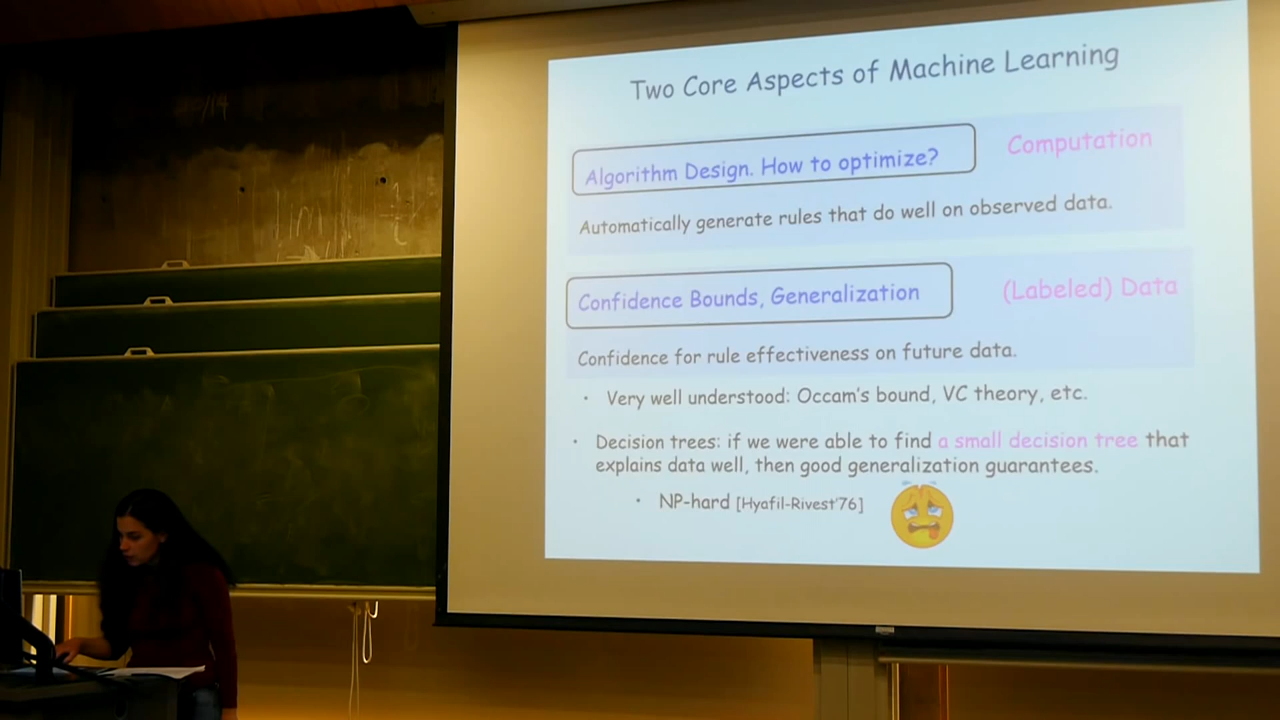 Two Core Aspects of Machine Learning
Algorithm Design. How to optimize?
Computation
Automatically generate rules that do well on observed data.
Confidence Bounds, Generalization
(Labeled) Data
Confidence for rule effectiveness on future data.
• Very well understood: Occam's bound, VC theory, etc.
• Decision trees: if we were able to find a small decision tree that
explains data well, then good generalization guarantees.
• NP-hard [Hyafil-Rivest'76]